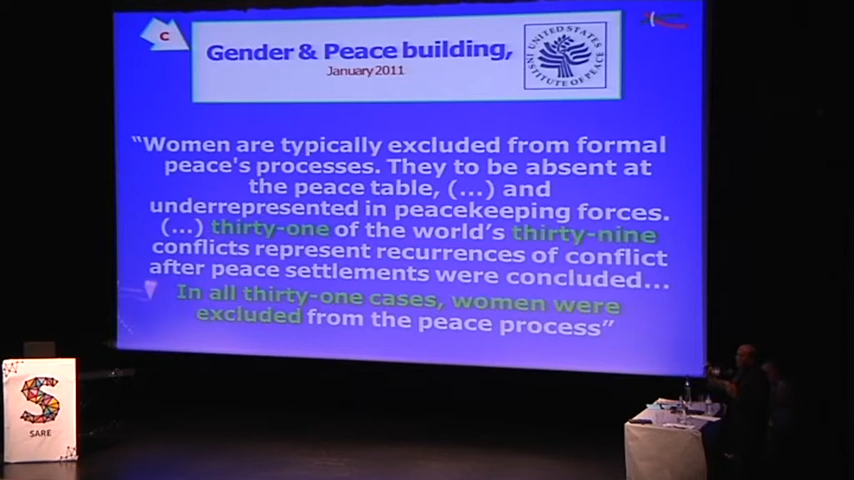 C
Gender & Peace building,
January 2011
UNITED STATES INSTITUTE OF PEACE
“Women are typically excluded from formal
peace's processes. They to be absent at
the peace table, (...) and
underrepresented in peacekeeping forces.
(...) thirty-one of the world's thirty-nine
conflicts represent recurrences of conflict
after peace settlements were concluded...
In all thirty-one cases, women were
excluded from the peace process”
S
SARE